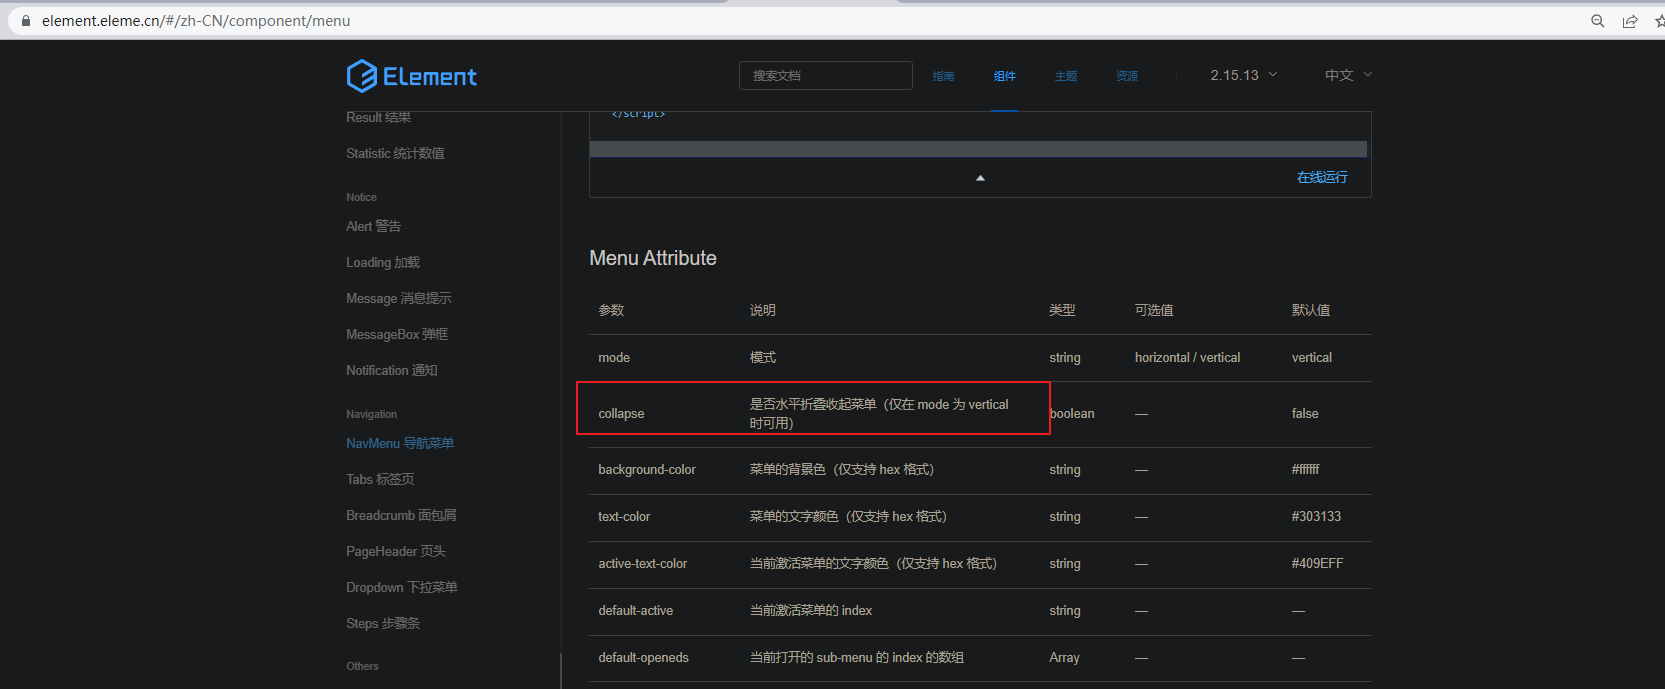 element.eleme.cn/#/zh-CN/component/menu
Element
搜索文档
指南
组件
主题
资源
2.15.13
中文
Result 结果
Statistic 统计数值
Notice
Alert 警告
Loading 加载
Message 消息提示
MessageBox 弹框
Notification 通知
Navigation
NavMenu 导航菜单
Tabs 标签页
Breadcrumb 面包屑
PageHeader 页头
Dropdown 下拉菜单
Steps 步骤条
Others
</script>
在线运行
Menu Attribute
参数 说明 类型 可选值 默认值
mode 模式 string horizontal / vertical vertical
collapse 是否水平折叠收起菜单（仅在 mode 为 vertical
时可用） boolean — false
background-color 菜单的背景色（仅支持 hex 格式） string — #ffffff
text-color 菜单的文字颜色（仅支持 hex 格式） string — #303133
active-text-color 当前激活菜单的文字颜色（仅支持 hex 格式） string — #409EFF
default-active 当前激活菜单的 index string — —
default-openeds 当前打开的 sub-menu 的 index 的数组 Array — —